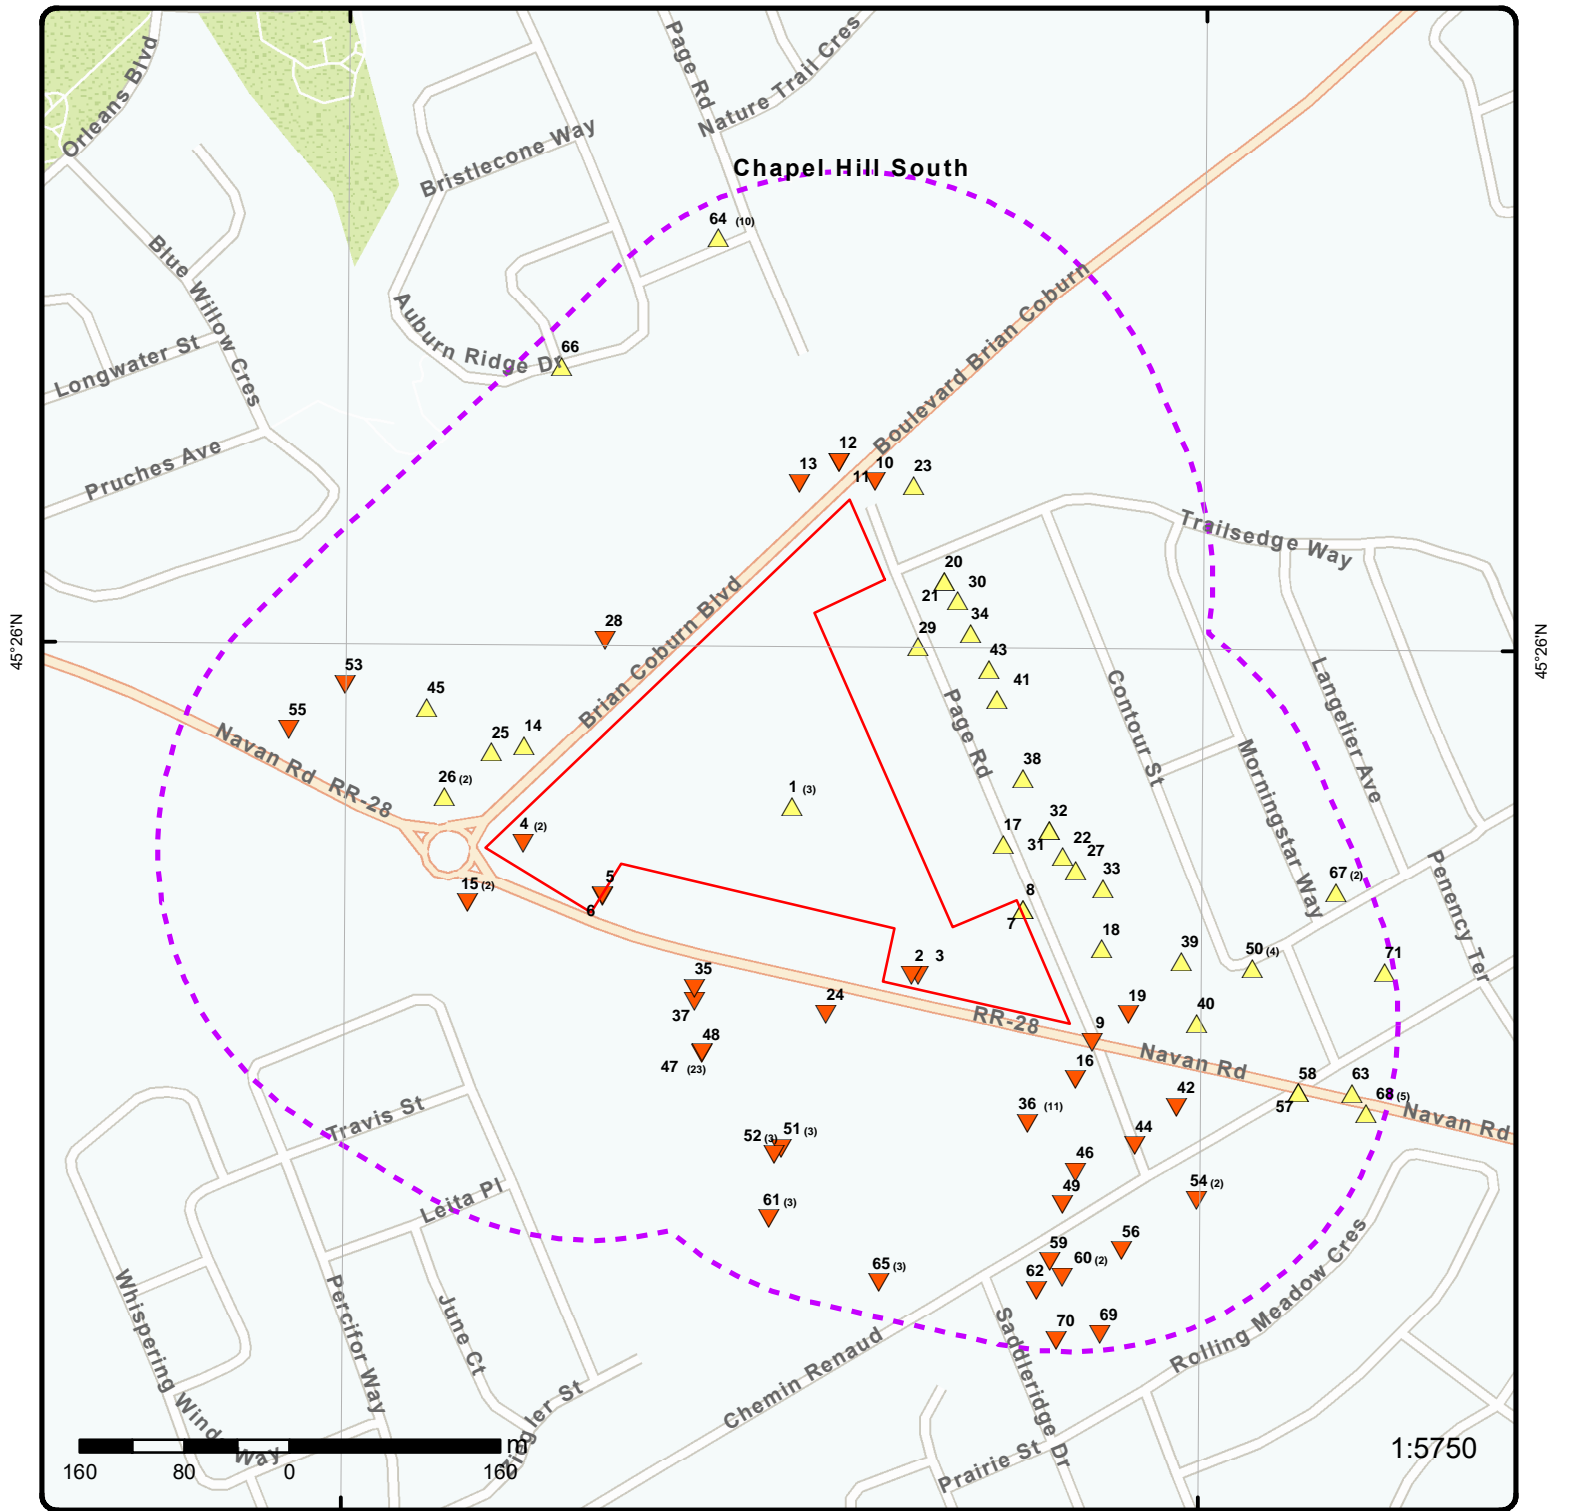 Orleans Blvd
Page Rd
Nature Trail Cres
Bristlecone Way
Chapel Hill South
64 (10)
Blue Willow Cres
Auburn Ridge Dr
66
Longwater St
Boulevard Brian Coburn
Pruches Ave
12
13
11
10
23
Trailsedge Way
20
30
21
34
29
43
41
28
45°26'N
45°26'N
53
45
55
Brian Coburn Blvd
Page Rd
Contour St
Langelier Ave
Morningstar Way
Navan Rd
RR-28
25
14
26 (2)
38
1 (3)
4 (2)
17
32
31
22
27
33
Penency Ter
15 (2)
5
6
8
7
67 (2)
18
39
50 (4)
71
2
3
35
37
24
RR-28
19
40
9
Navan Rd
48
47 (23)
16
58
57
63
68 (5)
Navan Rd
42
36 (11)
44
Travis St
52 (3)
51 (3)
46
49
54 (2)
Leita Pl
61 (3)
56
59
60 (2)
62
65 (3)
70
69
Rolling Meadow Cres
Whispering Winds Way
Percifor Way
June Ct
Saddleridge Dr
Chemin Renaud
Prairie St
m
160
80
0
160
1:5750